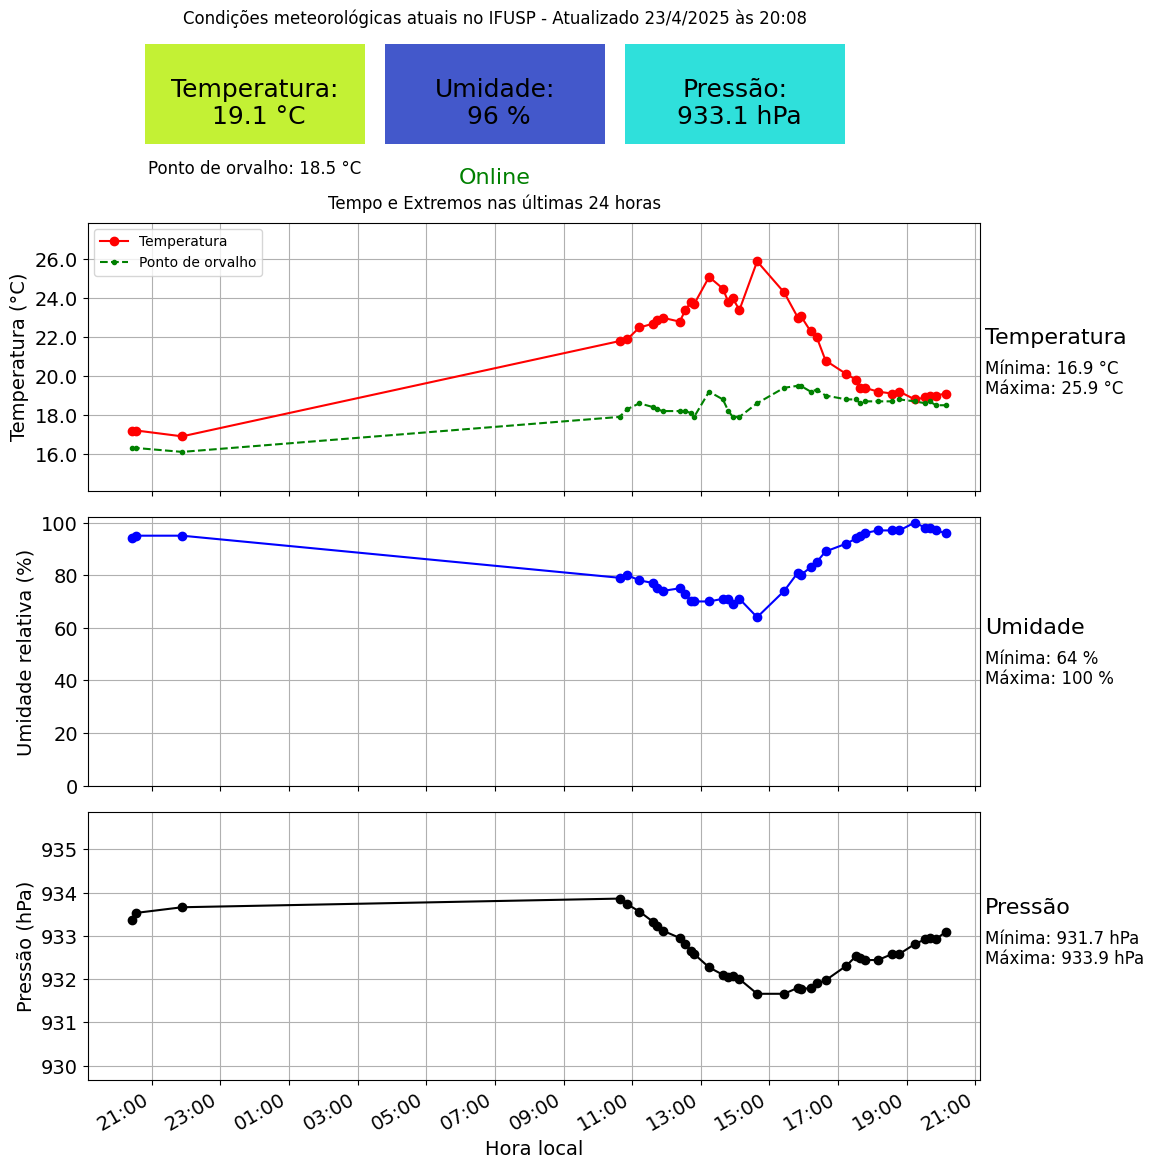 Condições meteorológicas atuais no IFUSP - Atualizado 23/4/2025 às 20:08
Temperatura:
19.1 °C
Umidade:
96 %
Pressão:
933.1 hPa
Ponto de orvalho: 18.5 °C
Online
Tempo e Extremos nas últimas 24 horas
Temperatura
Ponto de orvalho
Temperatura (°C)
26.0
24.0
22.0
20.0
18.0
16.0
Temperatura
Mínima: 16.9 °C
Máxima: 25.9 °C
Umidade relativa (%)
100
80
60
40
20
0
Umidade
Mínima: 64 %
Máxima: 100 %
Pressão (hPa)
935
934
933
932
931
930
Pressão
Mínima: 931.7 hPa
Máxima: 933.9 hPa
21:00
23:00
01:00
03:00
05:00
07:00
09:00
11:00
13:00
15:00
17:00
19:00
21:00
Hora local